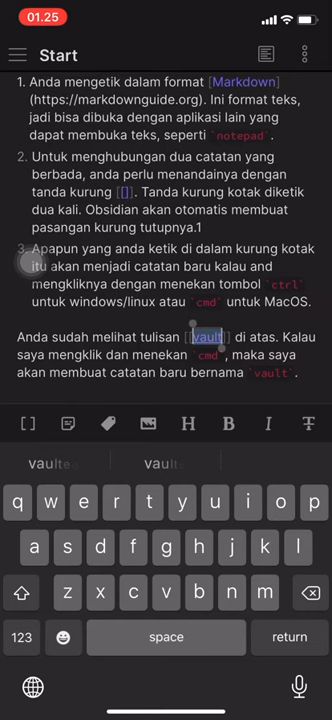 01.25
Start
1. Anda mengetik dalam format [Markdown]
(https://markdownguide.org). Ini format teks,
jadi bisa dibuka dengan aplikasi lain yang
dapat membuka teks, seperti `notepad`.
2. Untuk menghubungan dua catatan yang
berbada, anda perlu menandainya dengan
tanda kurung [[]]. Tanda kurung kotak diketik
dua kali. Obsidian akan otomatis membuat
pasangan kurung tutupnya.1
3. Apapun yang anda ketik di dalam kurung kotak
itu akan menjadi catatan baru kalau and
mengkliknya dengan menekan tombol `ctrl`
untuk windows/linux atau `cmd` untuk MacOS.
Anda sudah melihat tulisan [[vault]] di atas. Kalau
saya mengklik dan menekan `cmd`, maka saya
akan membuat catatan baru bernama `vault`.
[ ] H B I T
q w e r t y u i o p
a s d f g h j k l
z x c v b n m
123 space return